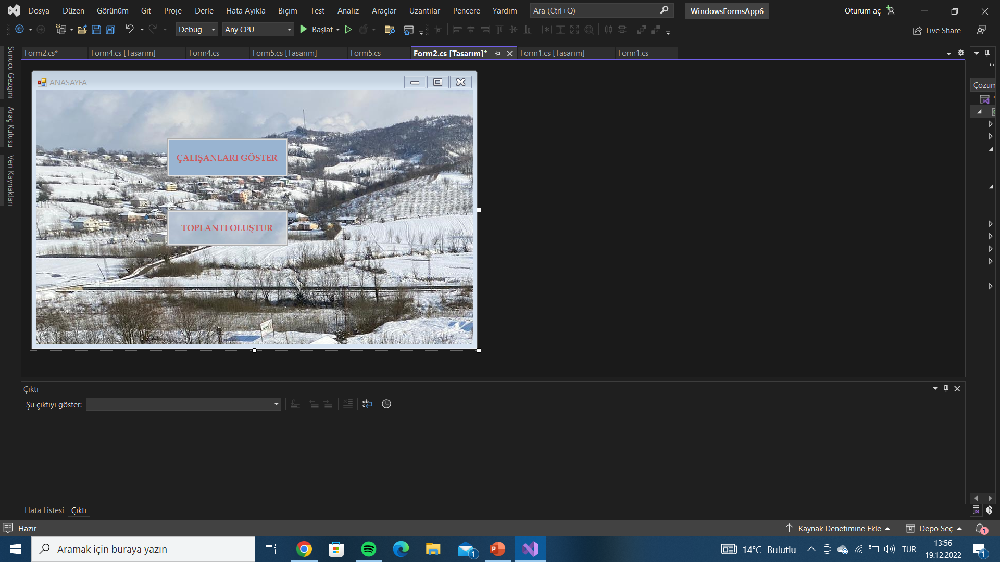 Dosya Düzen Görünüm Git Proje Derle Hata Ayıkla Biçim Test Analiz Araçlar Uzantılar Pencere Yardım Ara (Ctrl+Q) WindowsFormsApp6 Oturum aç
Debug Any CPU Başlat Live Share
Form2.cs* Form4.cs [Tasarım] Form4.cs Form5.cs [Tasarım] Form5.cs Form2.cs [Tasarım]* Form1.cs [Tasarım] Form1.cs
Sunucu Gezgini
Araç Kutusu
Veri Kaynakları
Çözüm
ANASAYFA
ÇALIŞANLARI GÖSTER
TOPLANTI OLUŞTUR
Çıktı
Şu çıktıyı göster:
Hata Listesi Çıktı
Hazır Kaynak Denetimine Ekle Depo Seç 1
Aramak için buraya yazın 1 14°C Bulutlu TUR 13:56
19.12.2022 1